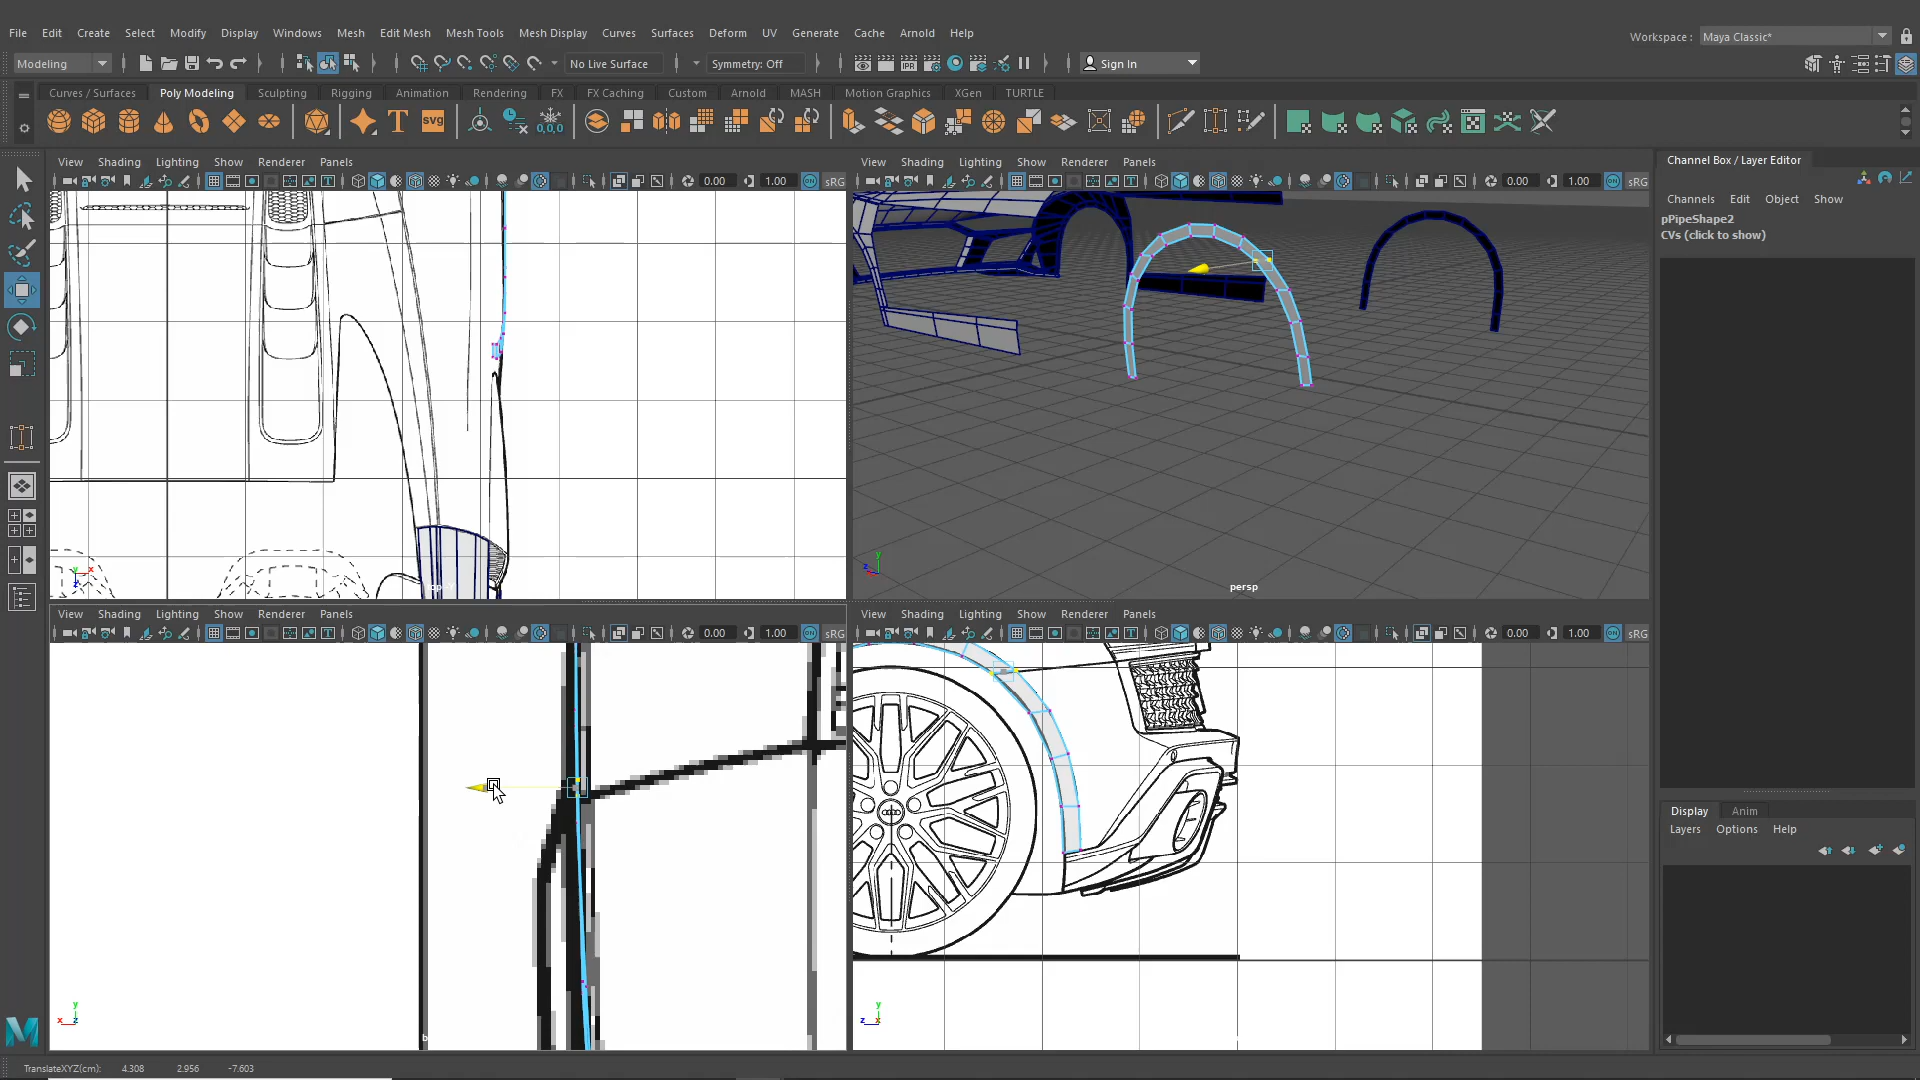 File Edit Create Select Modify Display Windows Mesh Edit Mesh Mesh Tools Mesh Display Curves Surfaces Deform UV Generate Cache Arnold Help
Workspace : Maya Classic*
Modeling No Live Surface Symmetry: Off Sign In
Curves / Surfaces Poly Modeling Sculpting Rigging Animation Rendering FX FX Caching Custom Arnold MASH Motion Graphics XGen TURTLE
T svg 0,0,0
View Shading Lighting Show Renderer Panels
0.00 1.00 sRG
View Shading Lighting Show Renderer Panels
0.00 1.00 sRG
persp
View Shading Lighting Show Renderer Panels
0.00 1.00 sRG
View Shading Lighting Show Renderer Panels
0.00 1.00 sRG
Channel Box / Layer Editor
Channels Edit Object Show
pPipeShape2
CVs (click to show)
Display Anim
Layers Options Help
TranslateXYZ(cm): 4.308 2.956 -7.603